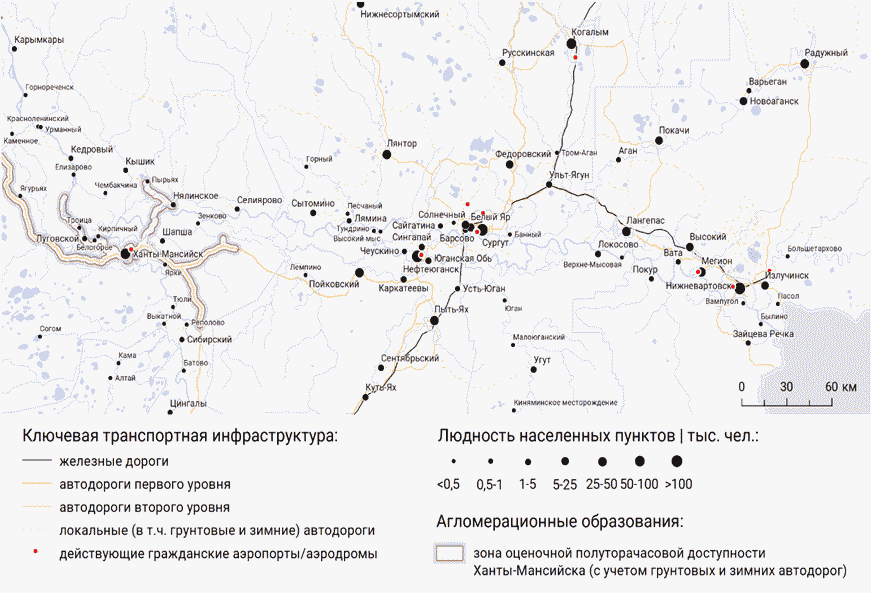 Нижнесортымский
Карымкары
Когалым
Русскинская
Радужный
Горнореченск
Варьеган
Новоаганск
Красноленинский
Урманный
Каменное
Покачи
Лянтор
Кедровый
Елизарово
Кышик
Горный
Федоровский
Тром-Аган
Аган
Ягурьях
Чембакчина
Пырьях
Нялинское
Ульт-Ягун
Селиярово
Сытомино
Песчаный
Лямина
Солнечный
Белый Яр
Троица
Кирпичный
Зенково
Тундрино
Сайгатина
Лангепас
Луговской
Белогорье
Шапша
Высокий мыс
Сингапай
Барсово
Сургут
Банный
Высокий
Ханты-Мансийск
Чеускино
Юганская Обь
Локосово
Вата
Большетархово
Ярки
Лемпино
Нефтеюганск
Верхне-Мысовая
Покур
Мегион
Пойковский
Каркатеевы
Усть-Юган
Нижневартовск
Излучинск
Тюли
Юган
Вампугол
Пасол
Выкатной
Реполово
Пыть-Ях
Былино
Согом
Сибирский
Малоюганский
Зайцева Речка
Кама
Батово
Сентябрьский
Угут
Алтай
Куть-Ях
0 30 60 км
Цингалы
Киняминское месторождение
Ключевая транспортная инфраструктура:
железные дороги
автодороги первого уровня
автодороги второго уровня
локальные (в т.ч. грунтовые и зимние) автодороги
действующие гражданские аэропорты/аэродромы
Людность населенных пунктов | тыс. чел.:
<0,5 0,5-1 1-5 5-25 25-50 50-100 >100
Агломерационные образования:
зона оценочной полуторачасовой доступности
Ханты-Мансийска (с учетом грунтовых и зимних автодорог)